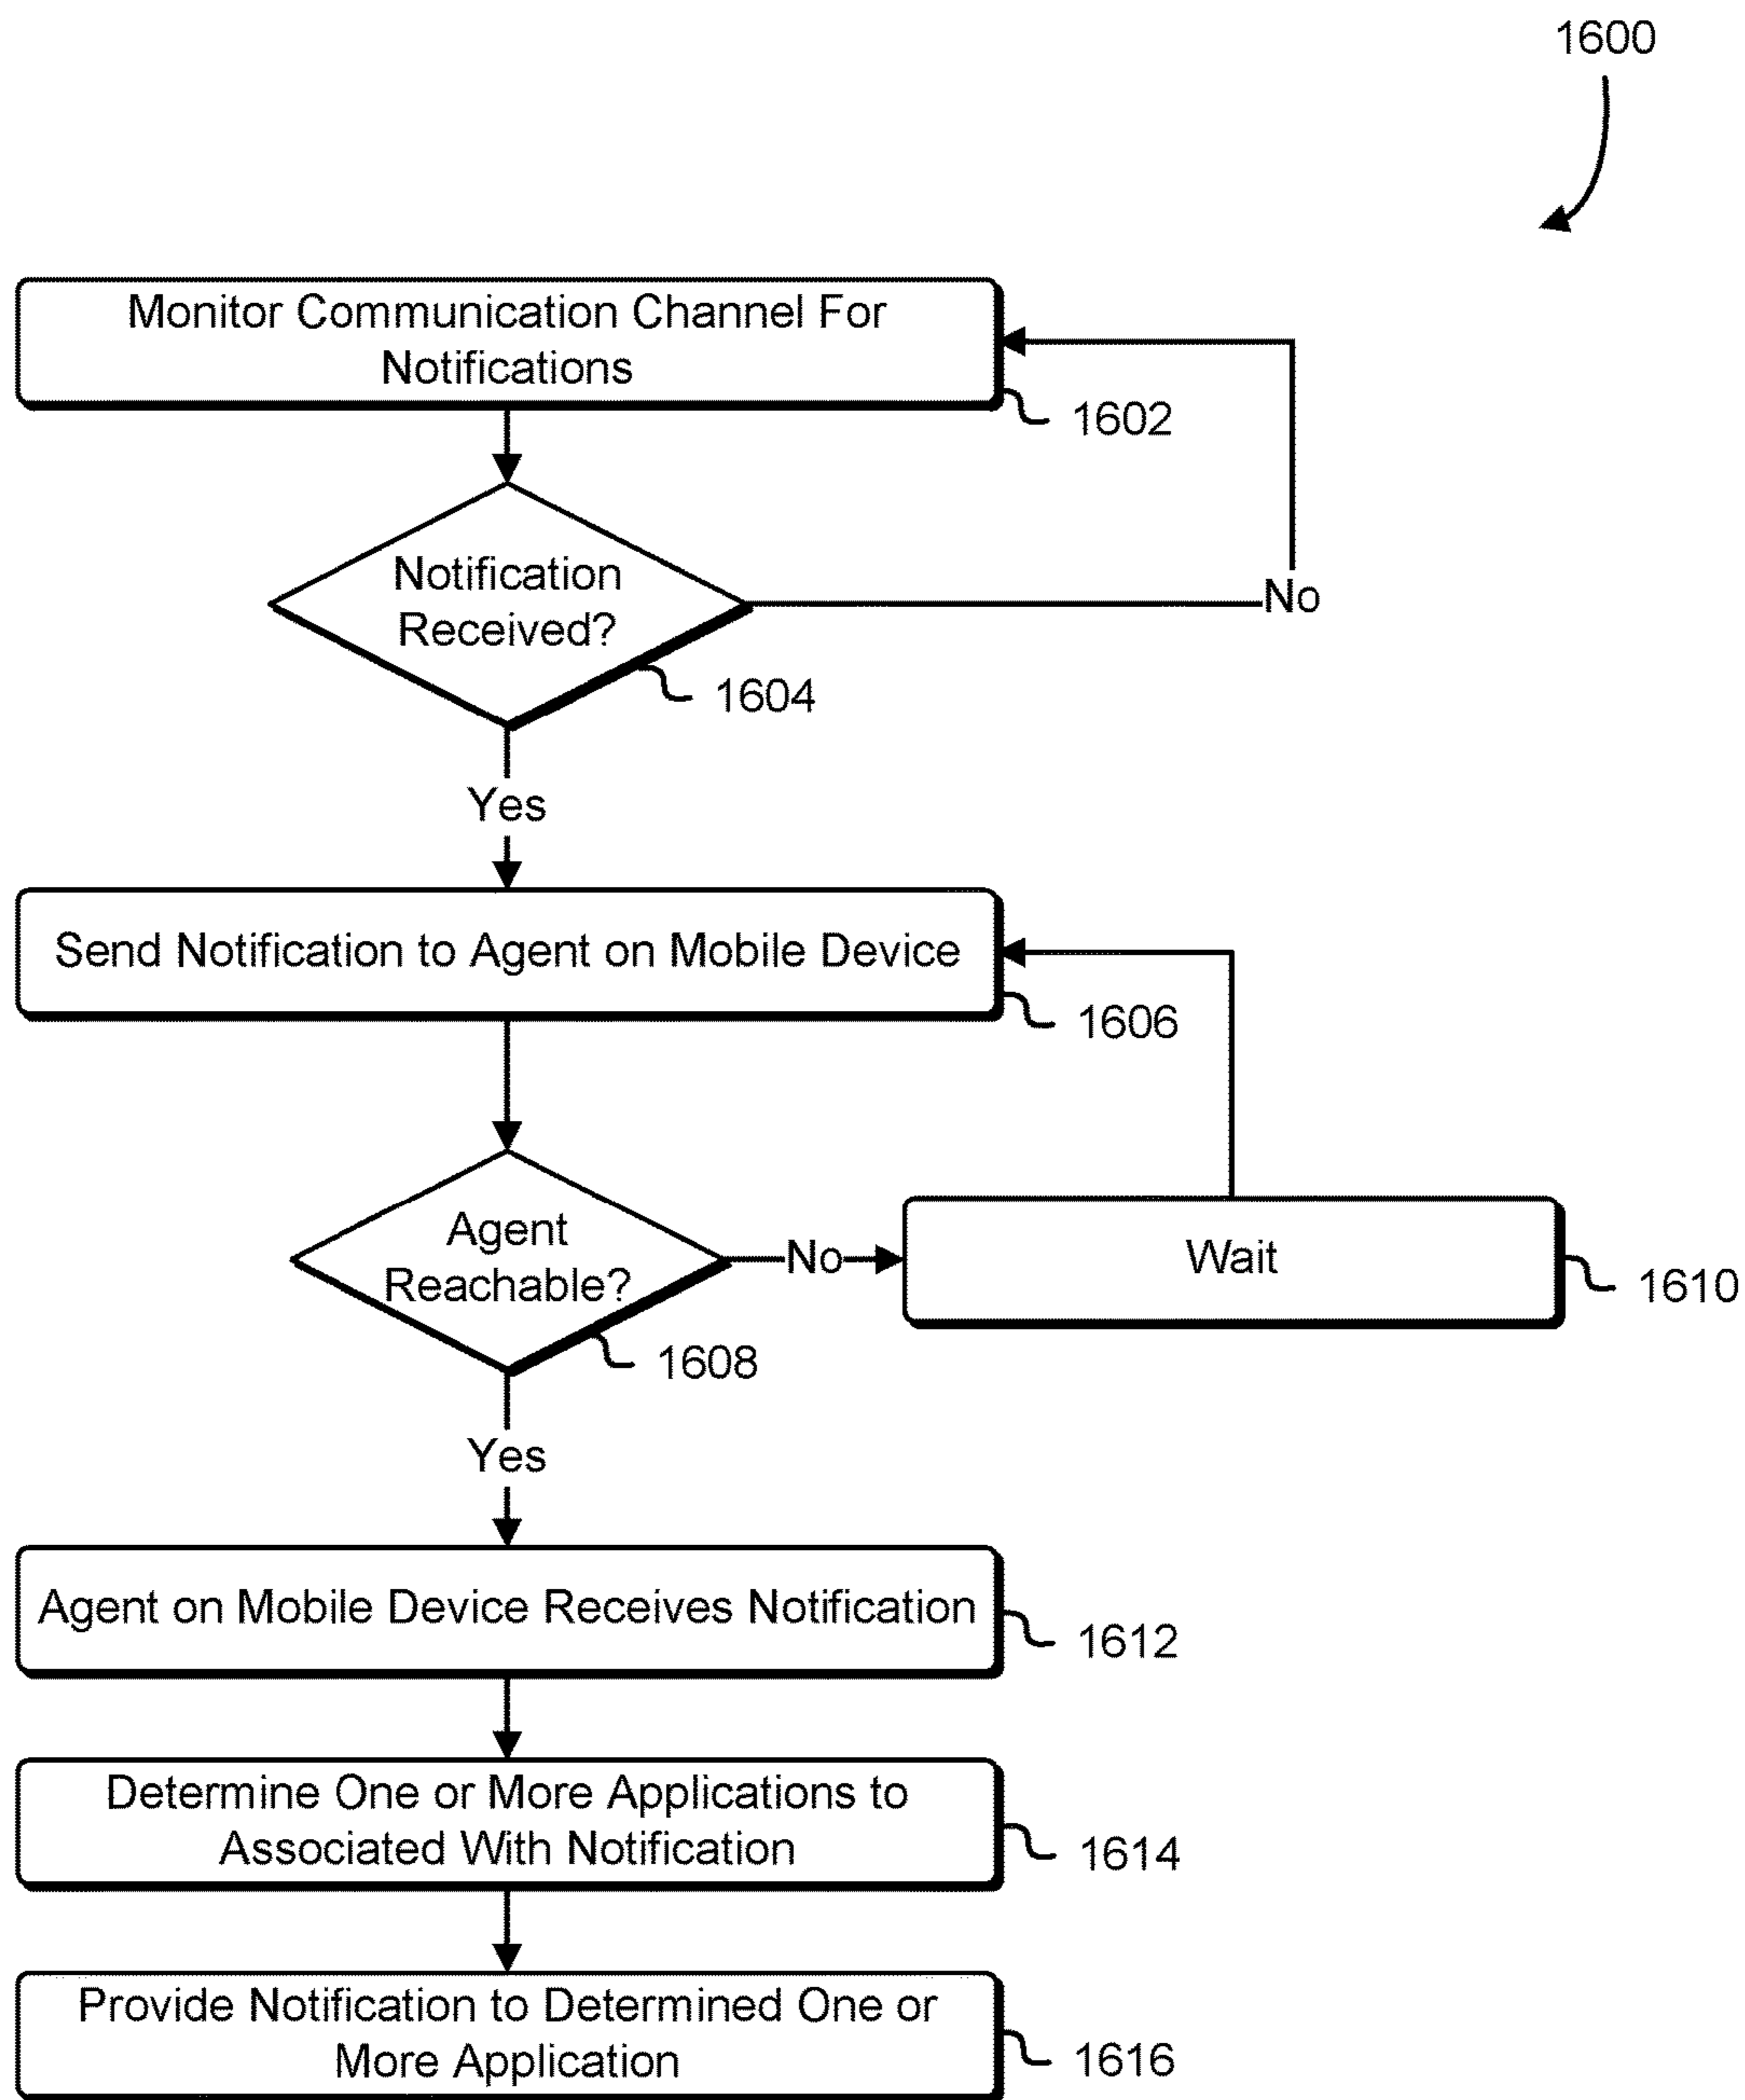 1600
Monitor Communication Channel For
Notifications
1602
Notification
Received?
No
1604
Yes
Send Notification to Agent on Mobile Device
1606
Agent
Reachable?
No
Wait
1610
1608
Yes
Agent on Mobile Device Receives Notification
1612
Determine One or More Applications to
Associated With Notification
1614
Provide Notification to Determined One or
More Application
1616